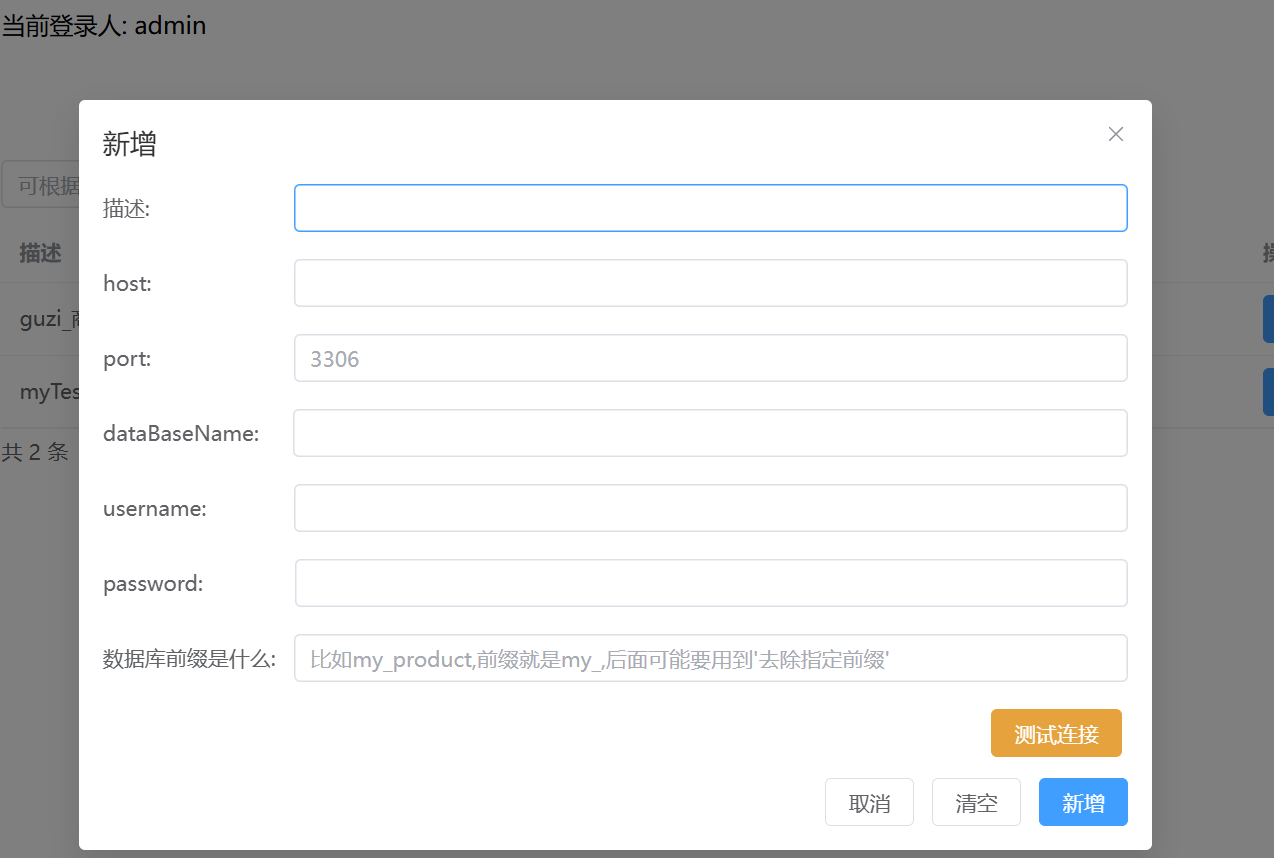 当前登录人: admin
新增
可根据
描述:
描述
host:
guzi_
port:
3306
myTes
共 2 条
dataBaseName:
username:
password:
数据库前缀是什么:
比如my_product,前缀就是my_,后面可能要用到'去除指定前缀'
测试连接
取消
清空
新增